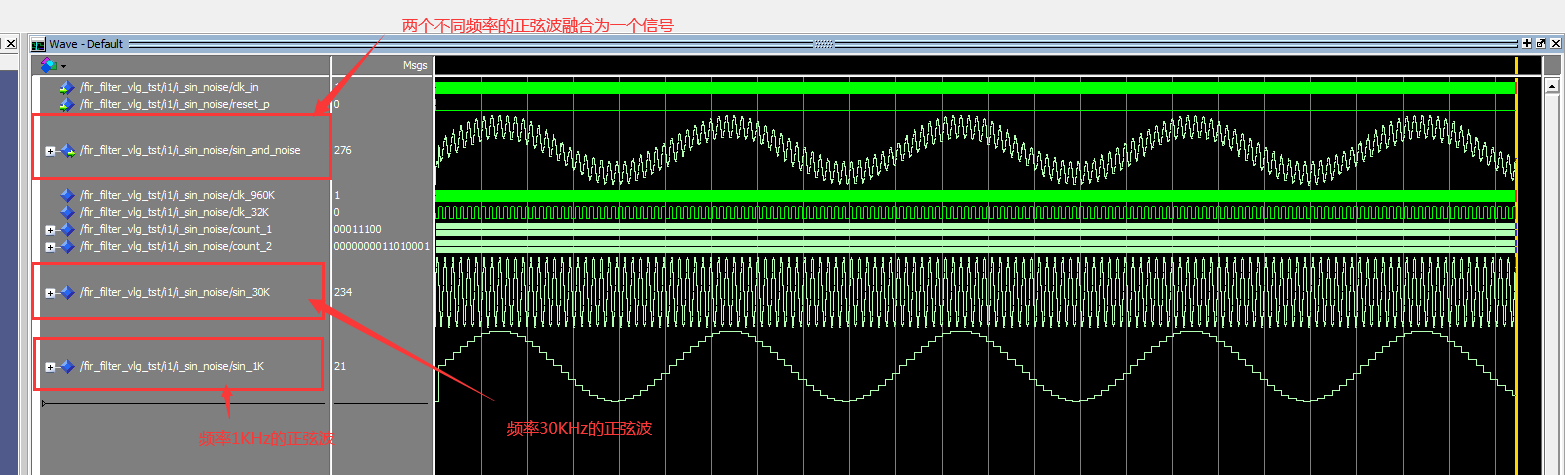 两个不同频率的正弦波融合为一个信号
Wave - Default
Msgs
/fir_filter_vlg_tst/i1/i_sin_noise/clk_in
/fir_filter_vlg_tst/i1/i_sin_noise/reset_p 0
/fir_filter_vlg_tst/i1/i_sin_noise/sin_and_noise 276
/fir_filter_vlg_tst/i1/i_sin_noise/clk_960K 1
/fir_filter_vlg_tst/i1/i_sin_noise/clk_32K 0
/fir_filter_vlg_tst/i1/i_sin_noise/count_1 00011100
/fir_filter_vlg_tst/i1/i_sin_noise/count_2 0000000011010001
/fir_filter_vlg_tst/i1/i_sin_noise/sin_30K 234
/fir_filter_vlg_tst/i1/i_sin_noise/sin_1K 21
频率30KHz的正弦波
频率1KHz的正弦波